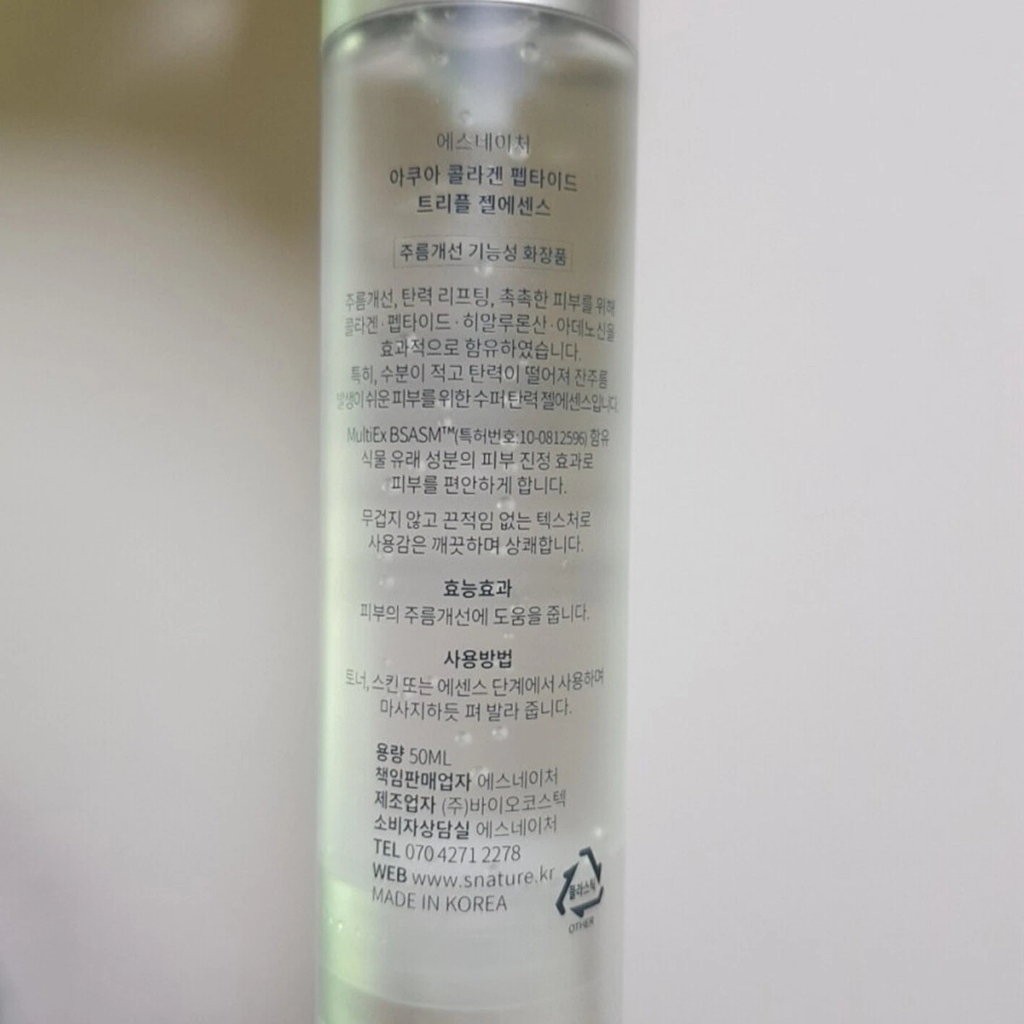 에스네이처
아쿠아 콜라겐 펩타이드
트리플 젤에센스
주름개선 기능성 화장품
주름개선, 탄력 리프팅, 촉촉한 피부를 위해
콜라겐·펩타이드·히알루론산·아데노신을
효과적으로 함유하였습니다.
특히, 수분이 적고 탄력이 떨어져 잔주름
발생이 쉬운 피부를 위한 수퍼 탄력 젤에센스입니다.
MultiEx BSASM™(특허번호:10-0812596) 함유
식물 유래 성분의 피부 진정 효과로
피부를 편안하게 합니다.
무겁지 않고 끈적임 없는 텍스처로
사용감은 깨끗하며 상쾌합니다.
효능효과
피부의 주름개선에 도움을 줍니다.
사용방법
토너, 스킨 또는 에센스 단계에서 사용하며
마사지하듯 펴 발라 줍니다.
용량 50ML
책임판매업자 에스네이처
제조업자 (주)바이오코스텍
소비자상담실 에스네이처
TEL 070 4271 2278
WEB www.snature.kr
MADE IN KOREA
플라스틱
OTHER